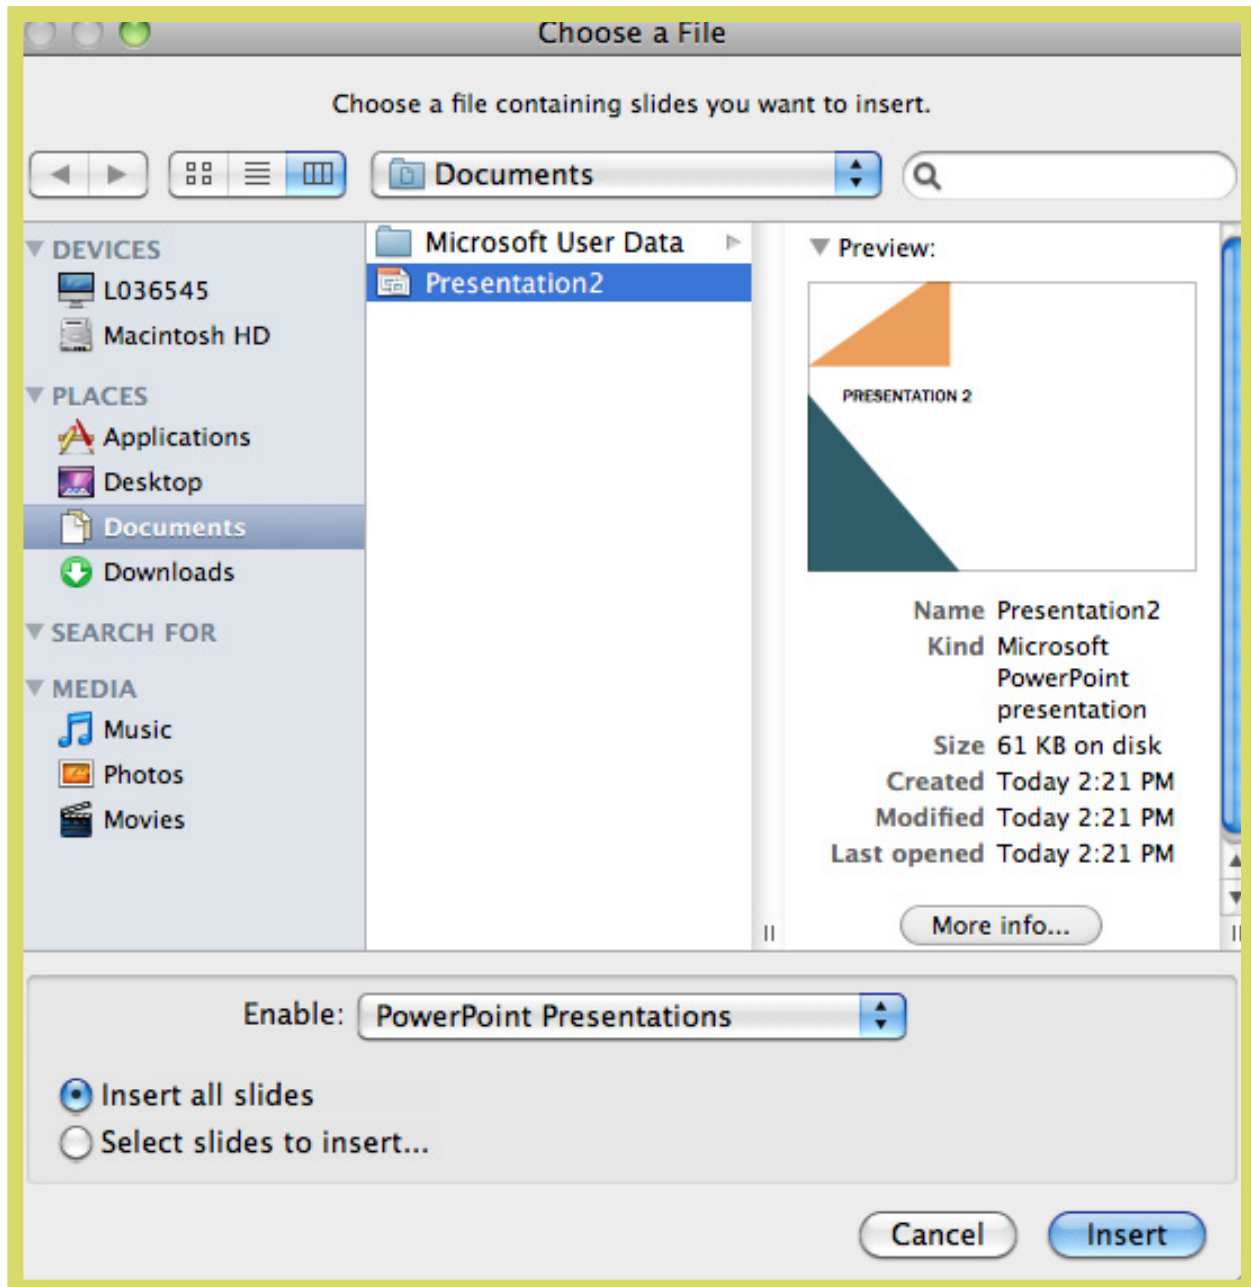 Choose a File
Choose a file containing slides you want to insert.
Documents
DEVICES
L036545
Macintosh HD
PLACES
Applications
Desktop
Documents
Downloads
SEARCH FOR
MEDIA
Music
Photos
Movies
Microsoft User Data
Presentation2
Preview:
PRESENTATION 2
Name Presentation2
Kind Microsoft
PowerPoint
presentation
Size 61 KB on disk
Created Today 2:21 PM
Modified Today 2:21 PM
Last opened Today 2:21 PM
More info...
Enable: PowerPoint Presentations
Insert all slides
Select slides to insert...
Cancel Insert